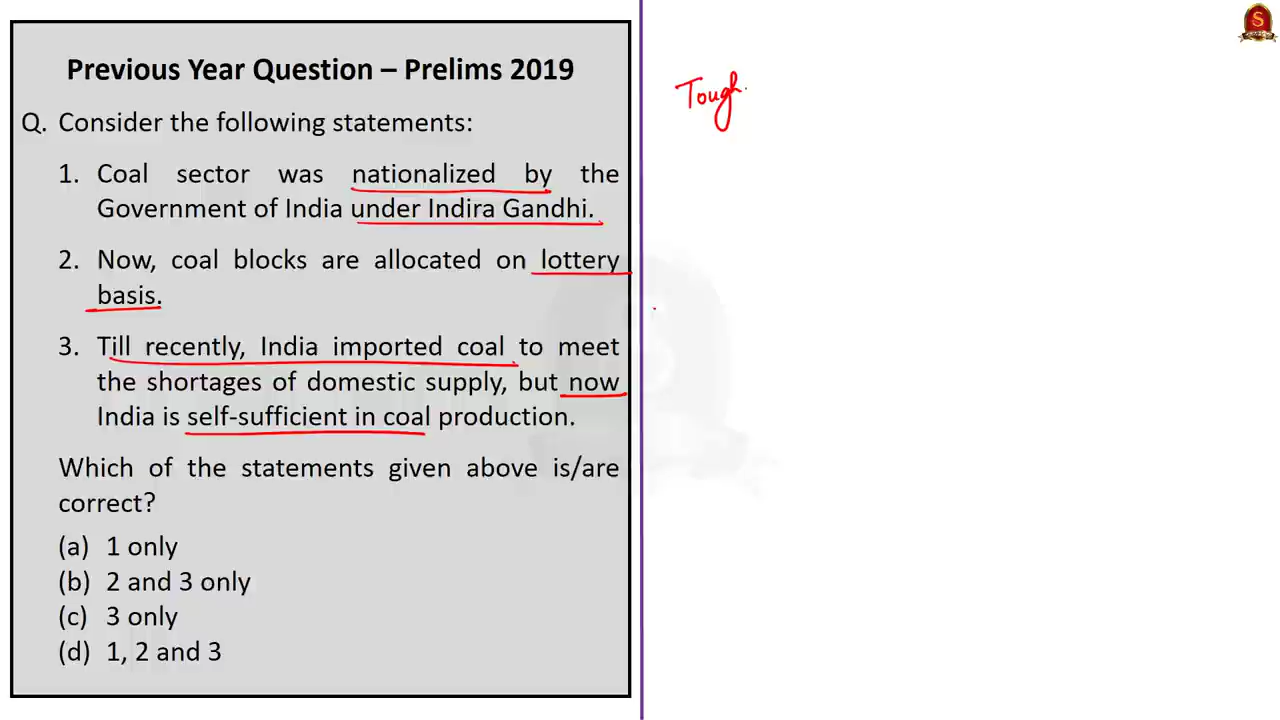 Previous Year Question – Prelims 2019
Q. Consider the following statements:
1. Coal sector was nationalized by the
Government of India under Indira Gandhi.
2. Now, coal blocks are allocated on lottery
basis.
3. Till recently, India imported coal to meet
the shortages of domestic supply, but now
India is self-sufficient in coal production.
Which of the statements given above is/are
correct?
(a) 1 only
(b) 2 and 3 only
(c) 3 only
(d) 1, 2 and 3
Tough
S